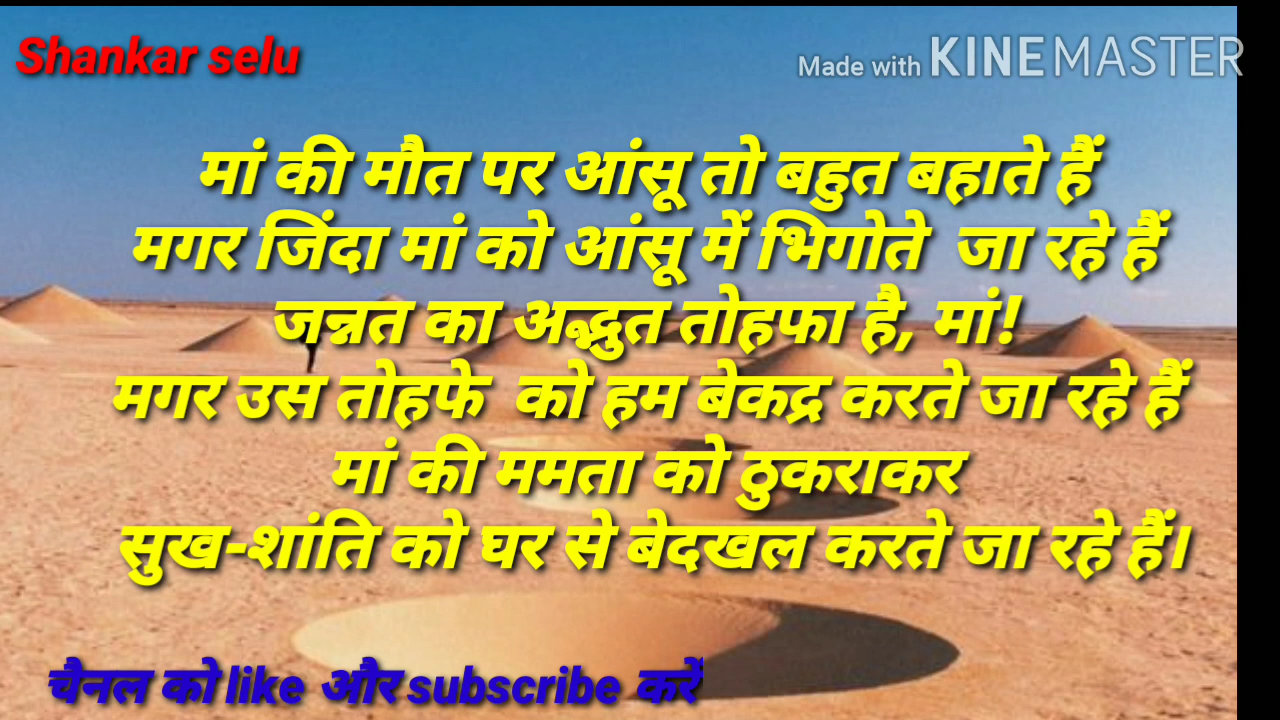 Shankar selu
Made with KINEMASTER
मां की मौत पर आंसू तो बहुत बहाते हैं
मगर जिंदा मां को आंसू में भिगोते जा रहे हैं
जन्नत का अद्भुत तोहफा है, मां!
मगर उस तोहफे को हम बेकद्र करते जा रहे हैं
मां की ममता को ठुकराकर
सुख-शांति को घर से बेदखल करते जा रहे हैं।
चैनल को like और subscribe करें